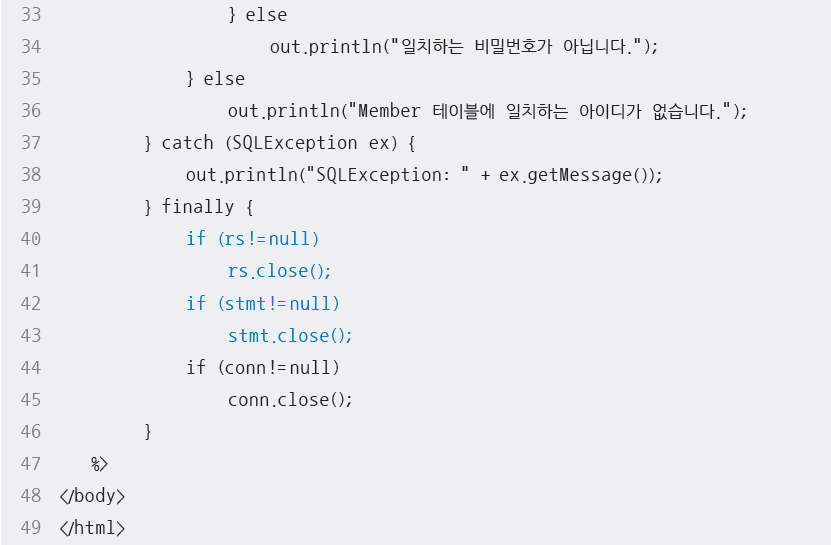 33 } else
34 out.println("일치하는 비밀번호가 아닙니다.");
35 } else
36 out.println("Member 테이블에 일치하는 아이디가 없습니다.");
37 } catch (SQLException ex) {
38 out.println("SQLException: " + ex.getMessage());
39 } finally {
40 if (rs!=null)
41 rs.close();
42 if (stmt!=null)
43 stmt.close();
44 if (conn!=null)
45 conn.close();
46 }
47 %>
48 </body>
49 </html>